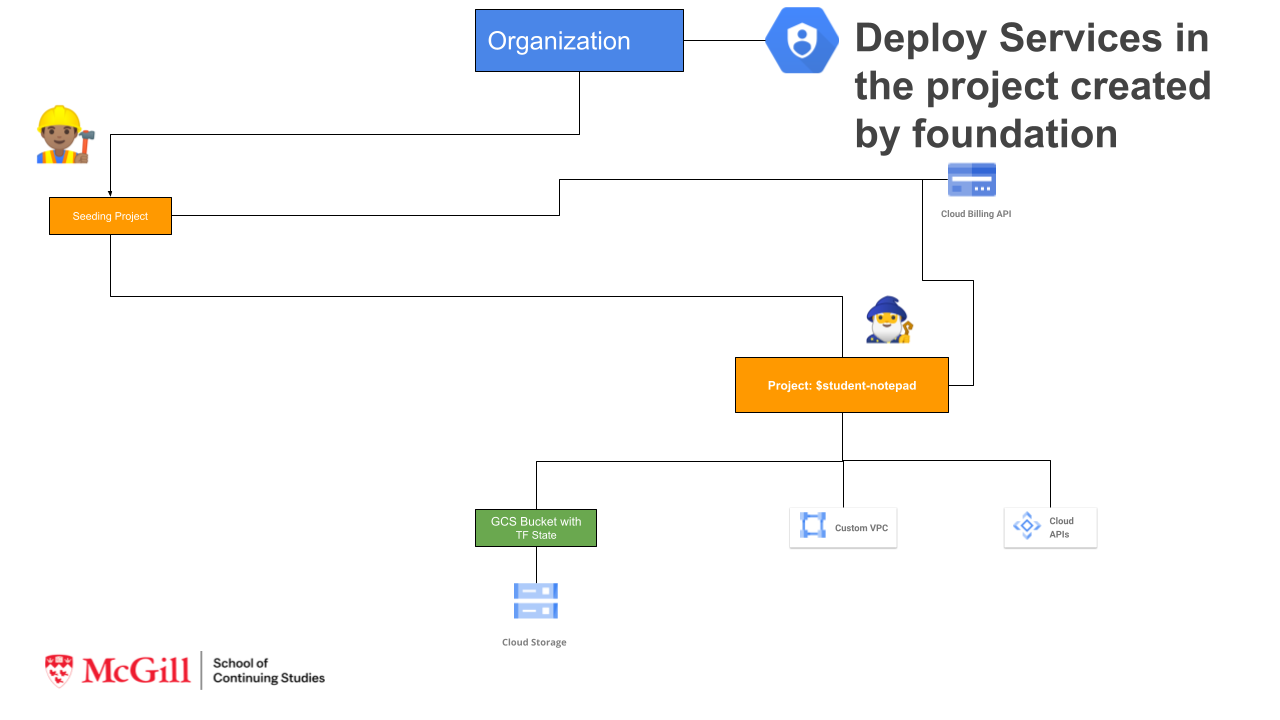 Organization
Deploy Services in
the project created
by foundation
Seeding Project
Cloud Billing API
Project: $student-notepad
GCS Bucket with
TF State
Custom VPC
Cloud
APIs
Cloud Storage
McGill
School of
Continuing Studies